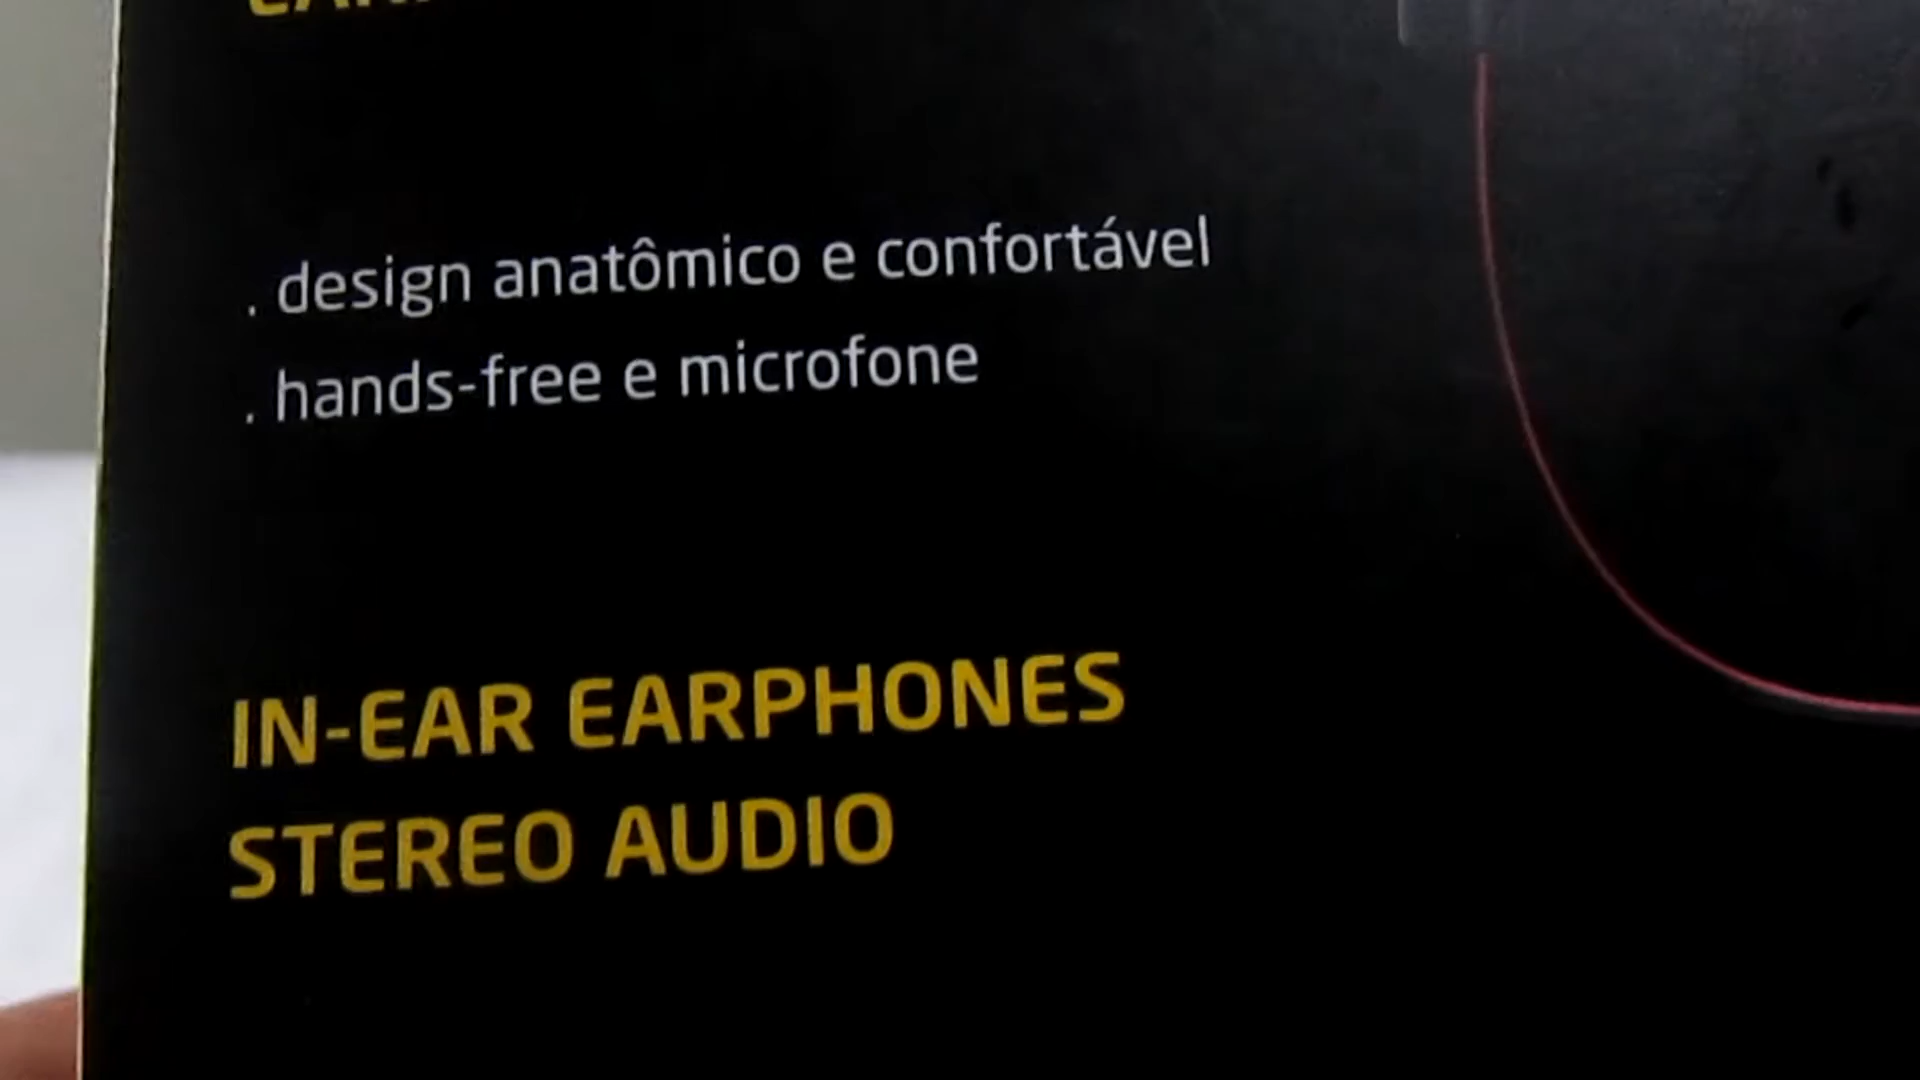 . design anatômico e confortável
. hands-free e microfone
IN-EAR EARPHONES
STEREO AUDIO